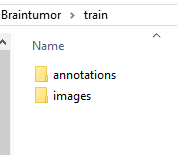 Braintumor > train
Name
annotations
images